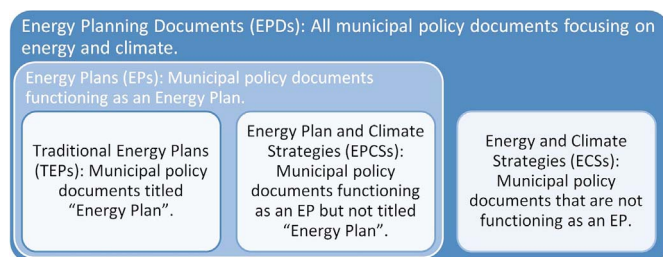 Energy Planning Documents (EPDs): All municipal policy documents focusing on
energy and climate.
Energy Plans (EPs): Municipal policy documents
functioning as an Energy Plan.
Traditional Energy Plans
(TEPs): Municipal policy
documents titled
“Energy Plan”.
Energy Plan and Climate
Strategies (EPCSs):
Municipal policy
documents functioning
as an EP but not titled
“Energy Plan”.
Energy and Climate
Strategies (ECSs):
Municipal policy
documents that are not
functioning as an EP.